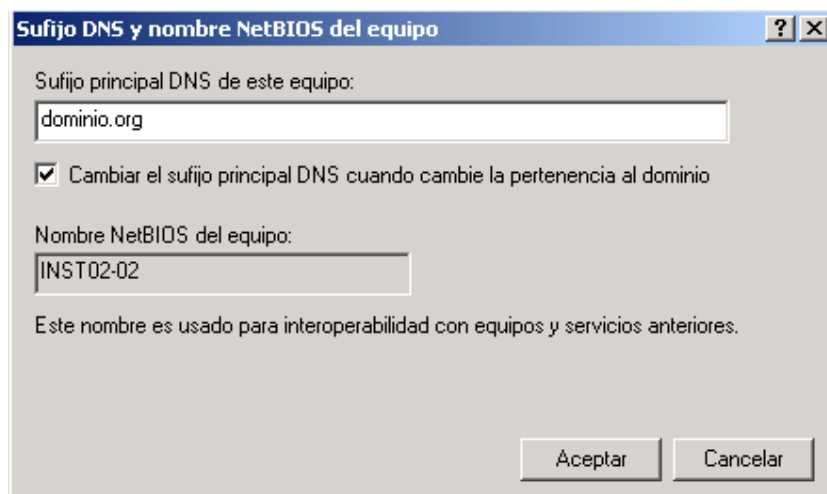 Sufijo DNS y nombre NetBIOS del equipo
Sufijo principal DNS de este equipo:
dominio.org
Cambiar el sufijo principal DNS cuando cambie la pertenencia al dominio
Nombre NetBIOS del equipo:
INST02-02
Este nombre es usado para interoperabilidad con equipos y servicios anteriores.
Aceptar Cancelar